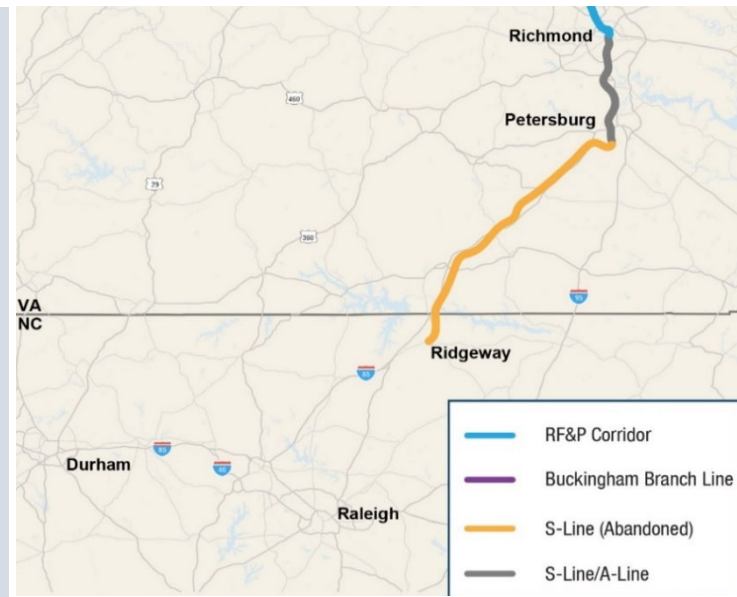 Richmond
460
Petersburg
29
360
95
VA
NC
Ridgeway
85
Durham
85
40
Raleigh
RF&P Corridor
Buckingham Branch Line
S-Line (Abandoned)
S-Line/A-Line